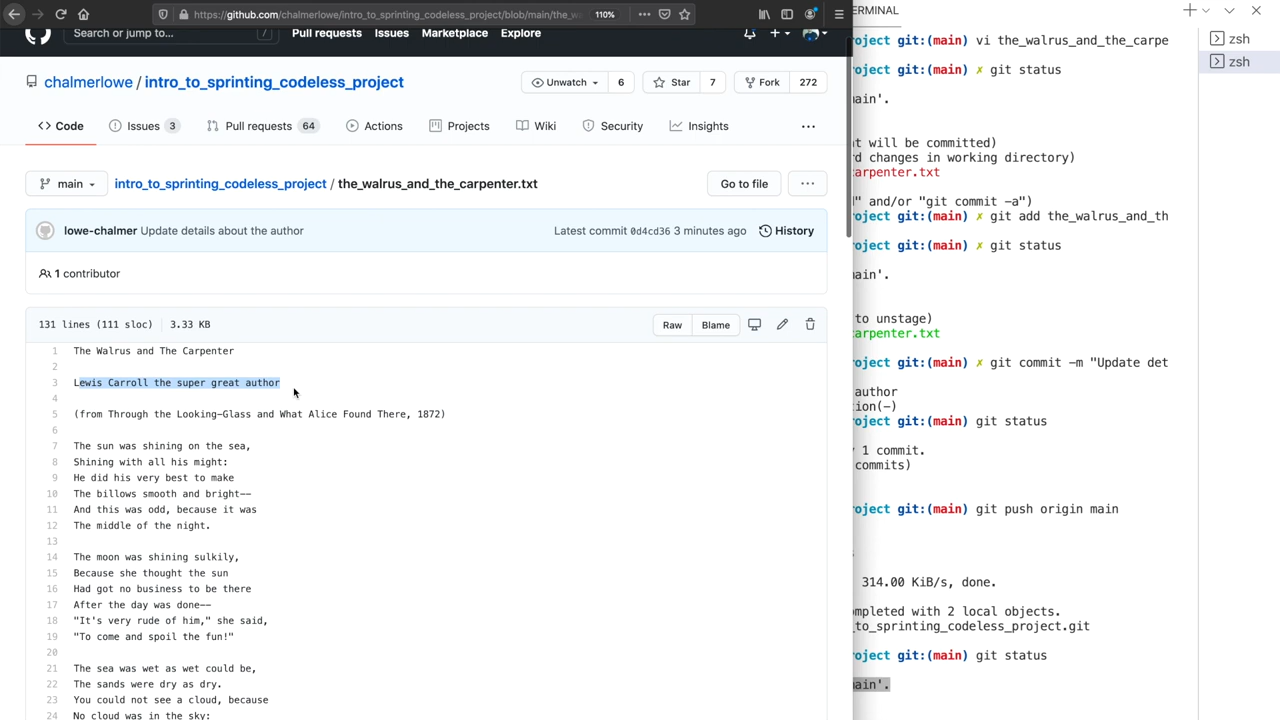 https://github.com/chalmerlowe/intro_to_sprinting_codeless_project/blob/main/the_w
110%
Search or jump to...
/
Pull requests
Issues
Marketplace
Explore
chalmerlowe / intro_to_sprinting_codeless_project
Unwatch
6
Star
7
Fork
272
Code
Issues 3
Pull requests 64
Actions
Projects
Wiki
Security
Insights
main
intro_to_sprinting_codeless_project / the_walrus_and_the_carpenter.txt
Go to file
lowe-chalmer Update details about the author
Latest commit 0d4cd36 3 minutes ago
History
1 contributor
131 lines (111 sloc)
3.33 KB
Raw
Blame
1 The Walrus and The Carpenter
2
3 Lewis Carroll the super great author
4
5 (from Through the Looking-Glass and What Alice Found There, 1872)
6
7 The sun was shining on the sea,
8 Shining with all his might:
9 He did his very best to make
10 The billows smooth and bright--
11 And this was odd, because it was
12 The middle of the night.
13
14 The moon was shining sulkily,
15 Because she thought the sun
16 Had got no business to be there
17 After the day was done--
18 "It's very rude of him," she said,
19 "To come and spoil the fun!"
20
21 The sea was wet as wet could be,
22 The sands were dry as dry.
23 You could not see a cloud, because
24 No cloud was in the sky:
ERMINAL
zsh
zsh
oject git:(main) vi the_walrus_and_the_carpe
oject git:(main) ✗ git status
ain'.
t will be committed)
rd changes in working directory)
arpenter.txt
d" and/or "git commit -a")
oject git:(main) ✗ git add the_walrus_and_th
oject git:(main) ✗ git status
ain'.
to unstage)
arpenter.txt
oject git:(main) ✗ git commit -m "Update det
author
tion(-)
oject git:(main) git status
y 1 commit.
commits)
oject git:(main) git push origin main
314.00 KiB/s, done.
mpleted with 2 local objects.
_to_sprinting_codeless_project.git
oject git:(main) git status
ain'.